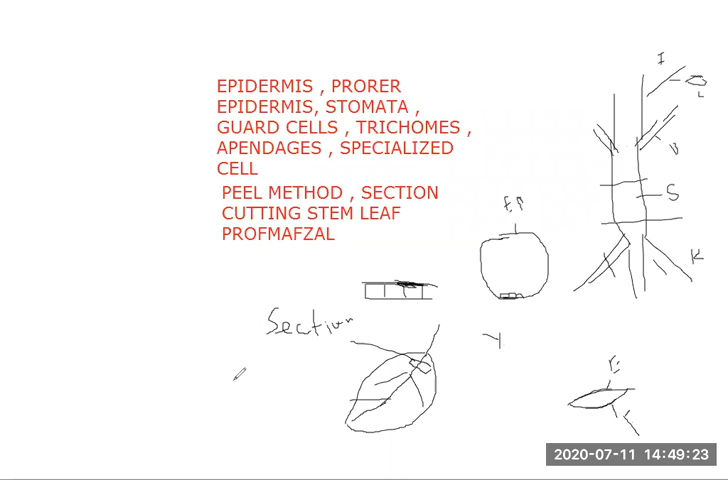 EPIDERMIS , PRORER
EPIDERMIS, STOMATA ,
GUARD CELLS , TRICHOMES ,
APENDAGES , SPECIALIZED
CELL
PEEL METHOD , SECTION
CUTTING STEM LEAF
PROFMAFZAL
I
L
S
EP
R
Section
E
2020-07-11 14:49:23